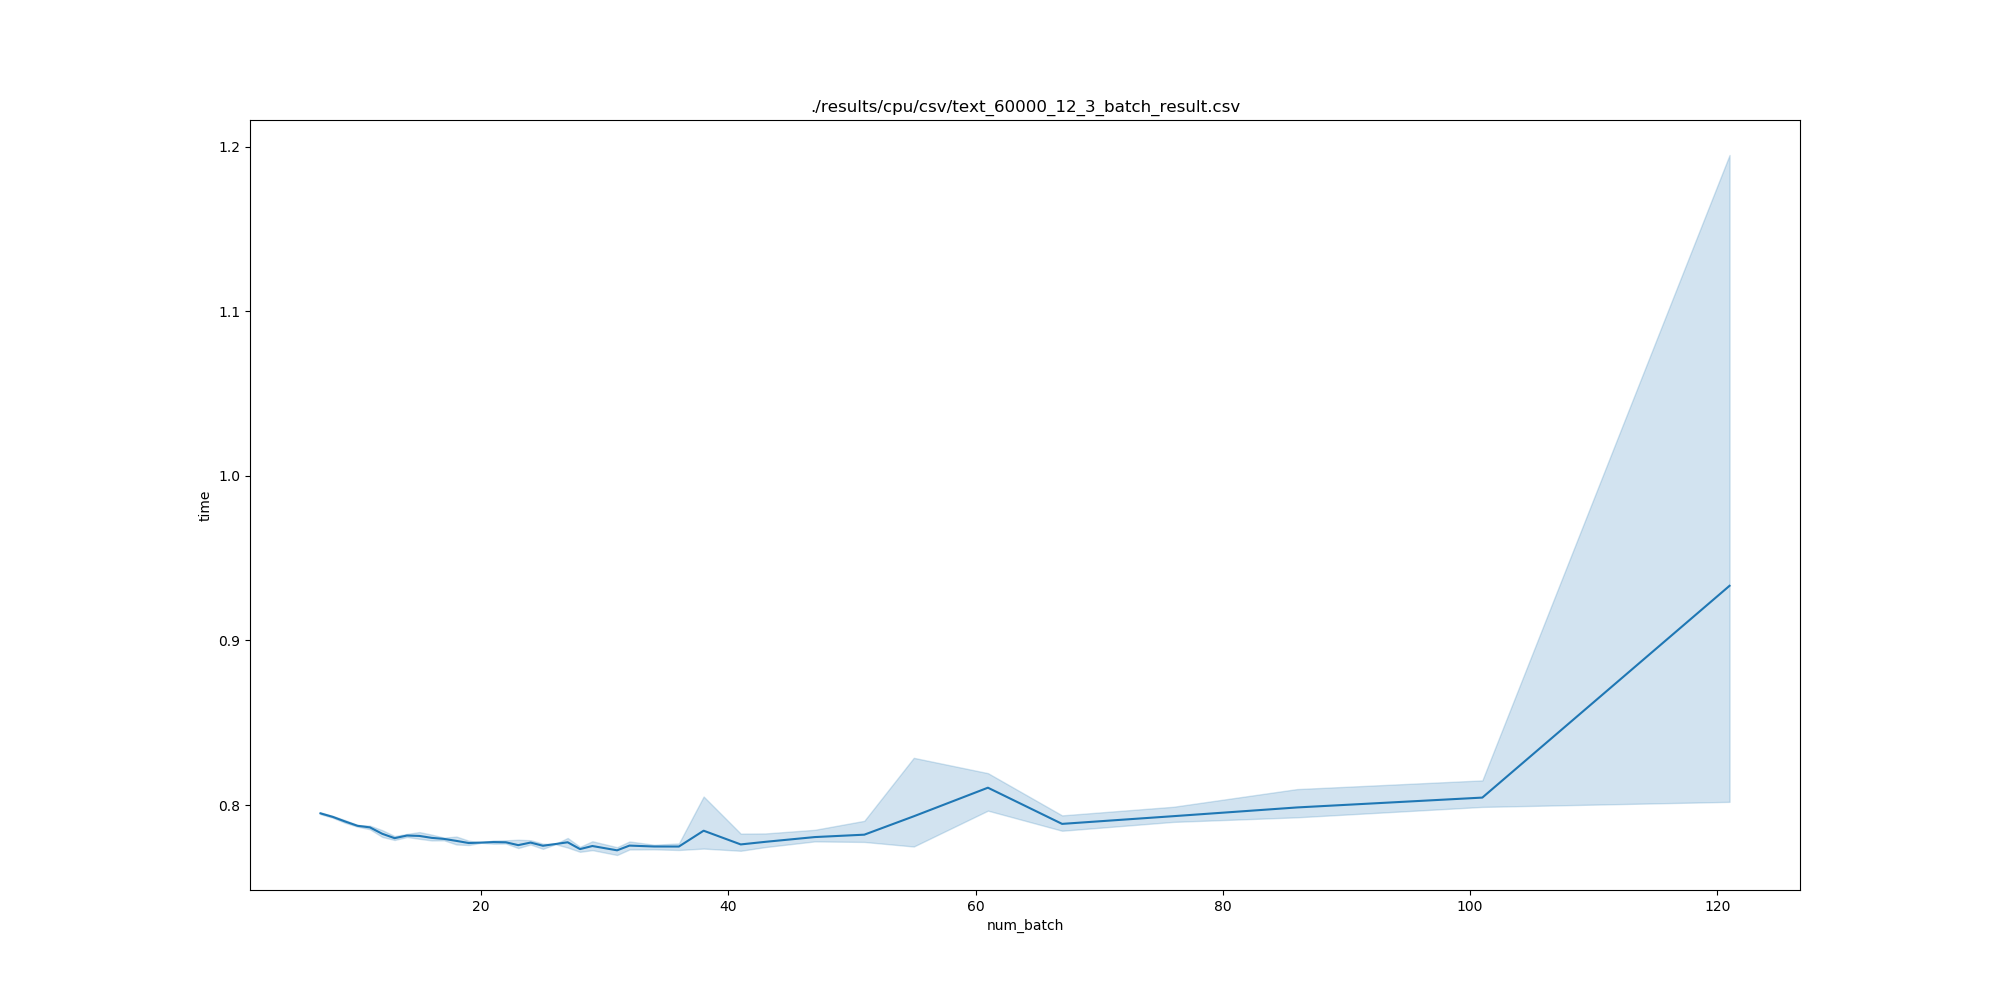 ./results/cpu/csv/text_60000_12_3_batch_result.csv
1.2
1.1
1.0
0.9
0.8
time
20 40 60 80 100 120
num_batch